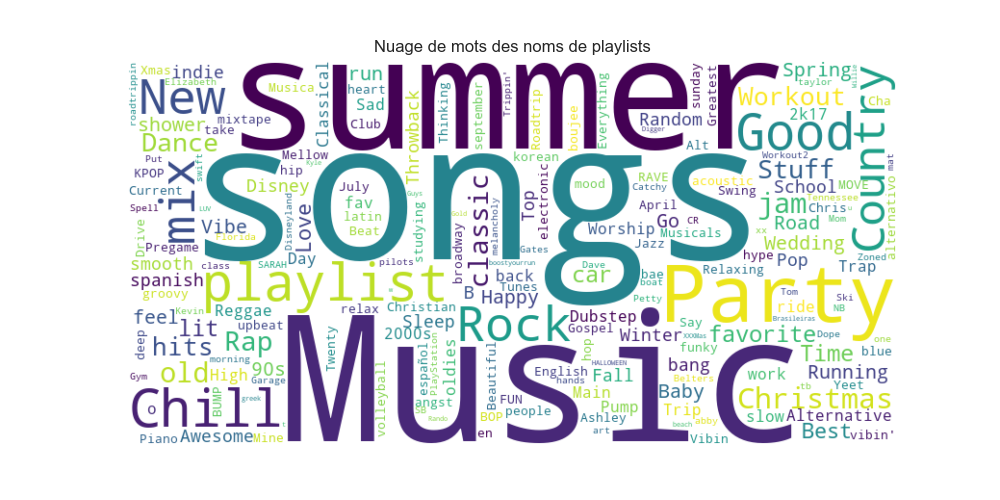 Nuage de mots des noms de playlists
summer
songs
Music
Party
playlist
Chill
Rock
Good
Country
New
mix
classic
jam
Christmas
Workout
Stuff
Dance
shower
indie
run
Xmas
Elizabeth
roadtrippin
Musica
mixtape
take
heart
Sad
Club
Classical
Throwback
Thinking
september
Trippin'
Roadtrip
boujee
Everything
Random
sunday
Greatest
Alt
Spring
2k17
taylor
Cha
Willie
KPOP
Put
Current
swift
Kyle
hip
Mellow
Disney
July
fav
latin
Beat
Guys
korean
mood
RAVE
Catchy
acoustic
Swing
Workout2
School
MOVE
mat
Tennessee
Chris
Mom
alternativo
Spell
LUV
Vibe
Florida
Love
Disneyland
Day
studying
broadway
Gold
melancholy
Top
electronic
Gates
April
Worship
Go
CR
Musicals
Jazz
Road
xx
Wedding
Zoned
Drive
Pregame
smooth
class
SARAH
pilots
boostyourrun
back
Tunes
Dave
car
boat
bae
Relaxing
hype
Pop
Trap
spanish
groovy
Kevin
Reggae
relax
Christian
B
Happy
Petty
ride
Tom
Ski
NB
Brasileiras
feel
lit
upbeat
Twenty
2000s
Sleep
Dubstep
Gospel
Winter
Say
XXXMas
favorite
Dope
one
deep
hits
Rap
morning
90s
español
PlayStation
oldies
Beautiful
English
hop
HALLOWEEN
funky
bang
Time
blue
Gym
old
High
Garage
volleyball
angst
FUN
hands
Main
Fall
Baby
Belters
work
Running
BUMP
greek
SB
Rando
BOP
people
Ashley
Pump
Trip
abby
tb
Yeet
slow
Alternative
Piano
Awesome
Mine
t
en
art
beach
Vibin
Best
vibin'